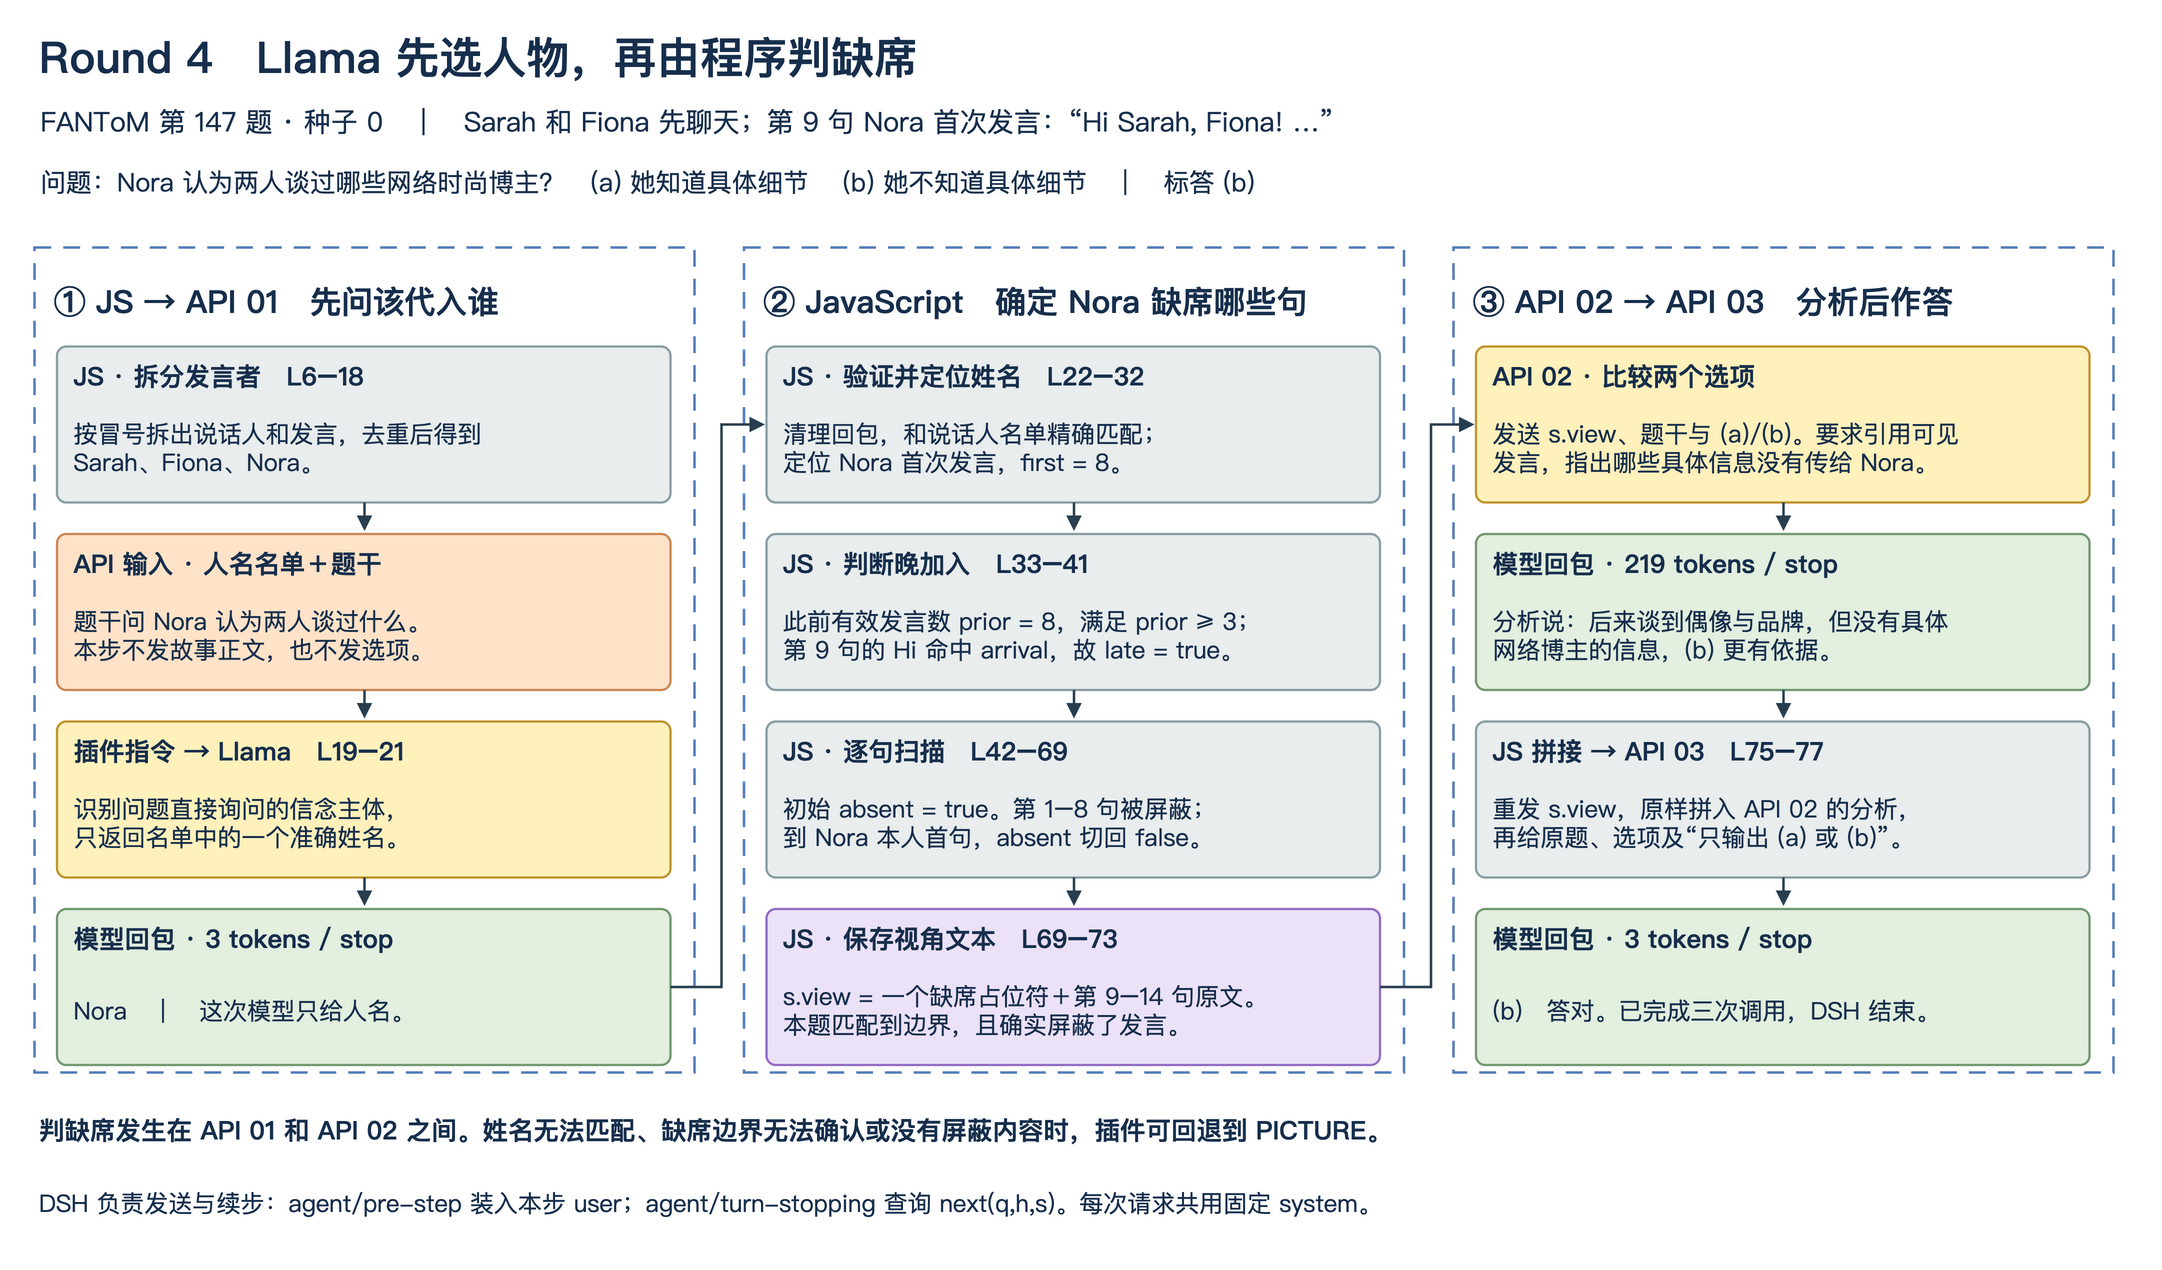 Round 4 Llama 先选人物，再由程序判缺席
FANToM 第 147 题 · 种子 0 | Sarah 和 Fiona 先聊天；第 9 句 Nora 首次发言：“Hi Sarah, Fiona! …”
问题：Nora 认为两人谈过哪些网络时尚博主？ (a) 她知道具体细节 (b) 她不知道具体细节 | 标答 (b)
① JS → API 01 先问该代入谁
JS · 拆分发言者 L6—18
按冒号拆出说话人和发言，去重后得到
Sarah、Fiona、Nora。
API 输入 · 人名名单＋题干
题干问 Nora 认为两人谈过什么。
本步不发故事正文，也不发选项。
插件指令 → Llama L19—21
识别问题直接询问的信念主体，
只返回名单中的一个准确姓名。
模型回包 · 3 tokens / stop
Nora | 这次模型只给人名。
② JavaScript 确定 Nora 缺席哪些句
JS · 验证并定位姓名 L22—32
清理回包，和说话人名单精确匹配；
定位 Nora 首次发言，first = 8。
JS · 判断晚加入 L33—41
此前有效发言数 prior = 8，满足 prior ≥ 3；
第 9 句的 Hi 命中 arrival，故 late = true。
JS · 逐句扫描 L42—69
初始 absent = true。第 1—8 句被屏蔽；
到 Nora 本人首句，absent 切回 false。
JS · 保存视角文本 L69—73
s.view = 一个缺席占位符＋第 9—14 句原文。
本题匹配到边界，且确实屏蔽了发言。
③ API 02 → API 03 分析后作答
API 02 · 比较两个选项
发送 s.view、题干与 (a)/(b)。要求引用可见
发言，指出哪些具体信息没有传给 Nora。
模型回包 · 219 tokens / stop
分析说：后来谈到偶像与品牌，但没有具体
网络博主的信息，(b) 更有依据。
JS 拼接 → API 03 L75—77
重发 s.view，原样拼入 API 02 的分析，
再给原题、选项及“只输出 (a) 或 (b)”。
模型回包 · 3 tokens / stop
(b) 答对。已完成三次调用，DSH 结束。
判缺席发生在 API 01 和 API 02 之间。姓名无法匹配、缺席边界无法确认或没有屏蔽内容时，插件可回退到 PICTURE。
DSH 负责发送与续步：agent/pre-step 装入本步 user；agent/turn-stopping 查询 next(q,h,s)。每次请求共用固定 system。